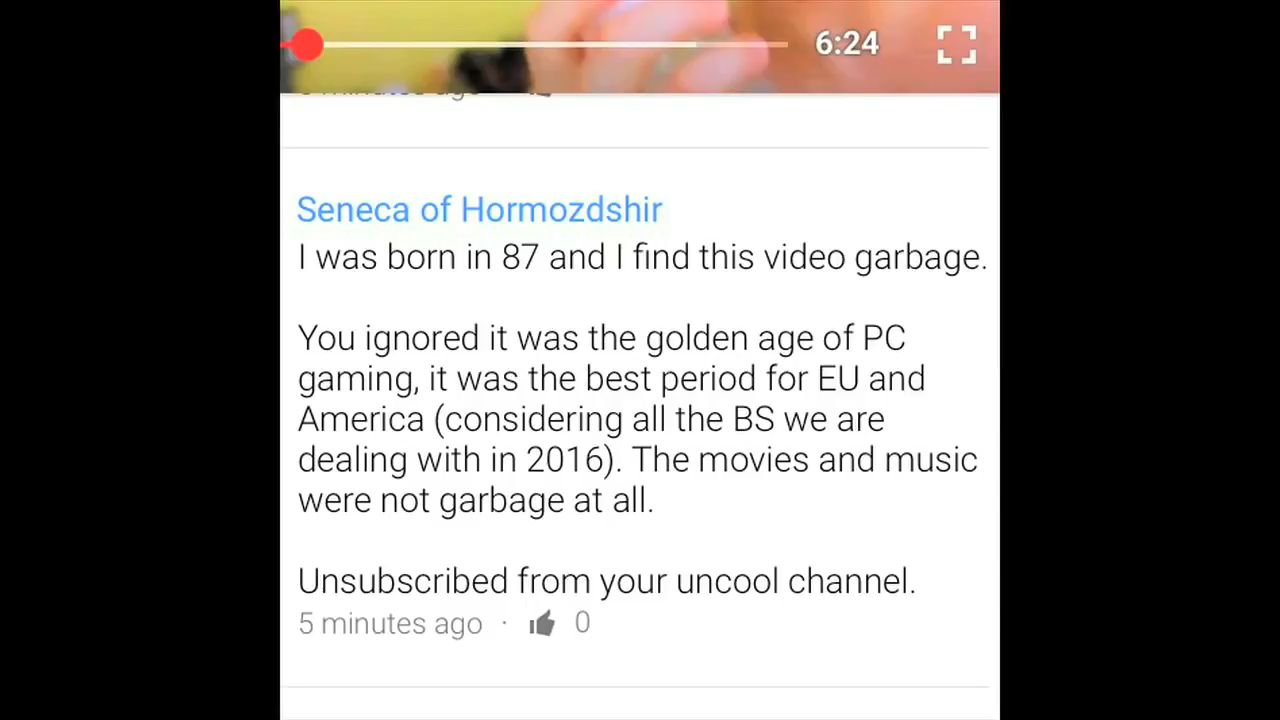 6:24
Seneca of Hormozdshir
I was born in 87 and I find this video garbage.
You ignored it was the golden age of PC
gaming, it was the best period for EU and
America (considering all the BS we are
dealing with in 2016). The movies and music
were not garbage at all.
Unsubscribed from your uncool channel.
5 minutes ago · 0